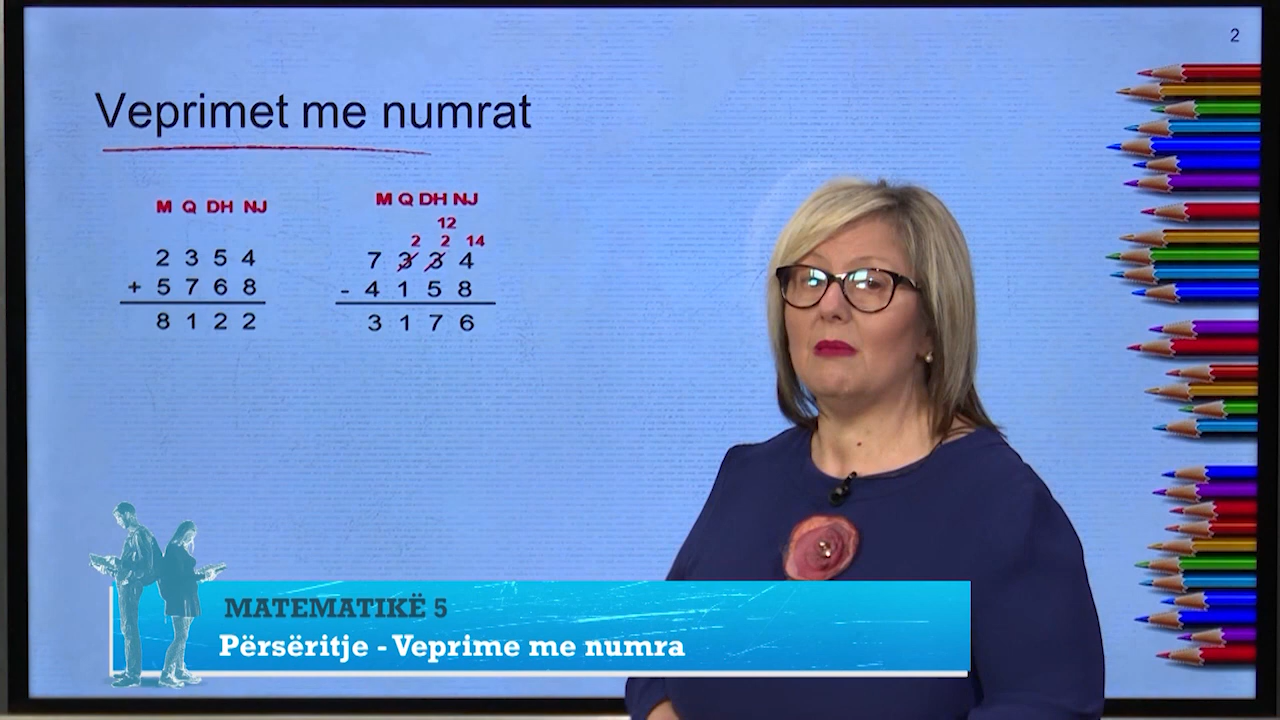 2
Veprimet me numrat
M Q DH NJ
2 3 5 4
+ 5 7 6 8
8 1 2 2
M Q DH NJ
12
2 2 14
7 3 3 4
- 4 1 5 8
3 1 7 6
MATEMATIKË 5
Përsëritje - Veprime me numra